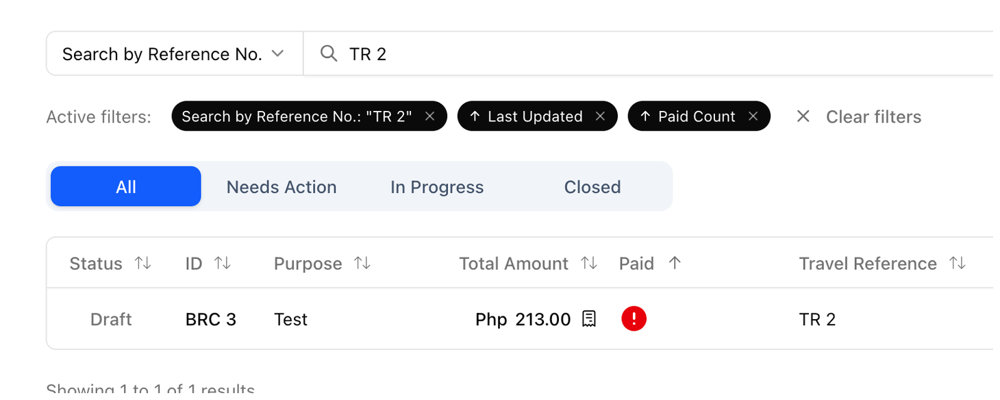 Search by Reference No. TR 2
Active filters: Search by Reference No.: "TR 2" Last Updated Paid Count Clear filters
All Needs Action In Progress Closed
Status ID Purpose Total Amount Paid Travel Reference
Draft BRC 3 Test Php 213.00 ! TR 2
Showing 1 to 1 of 1 results